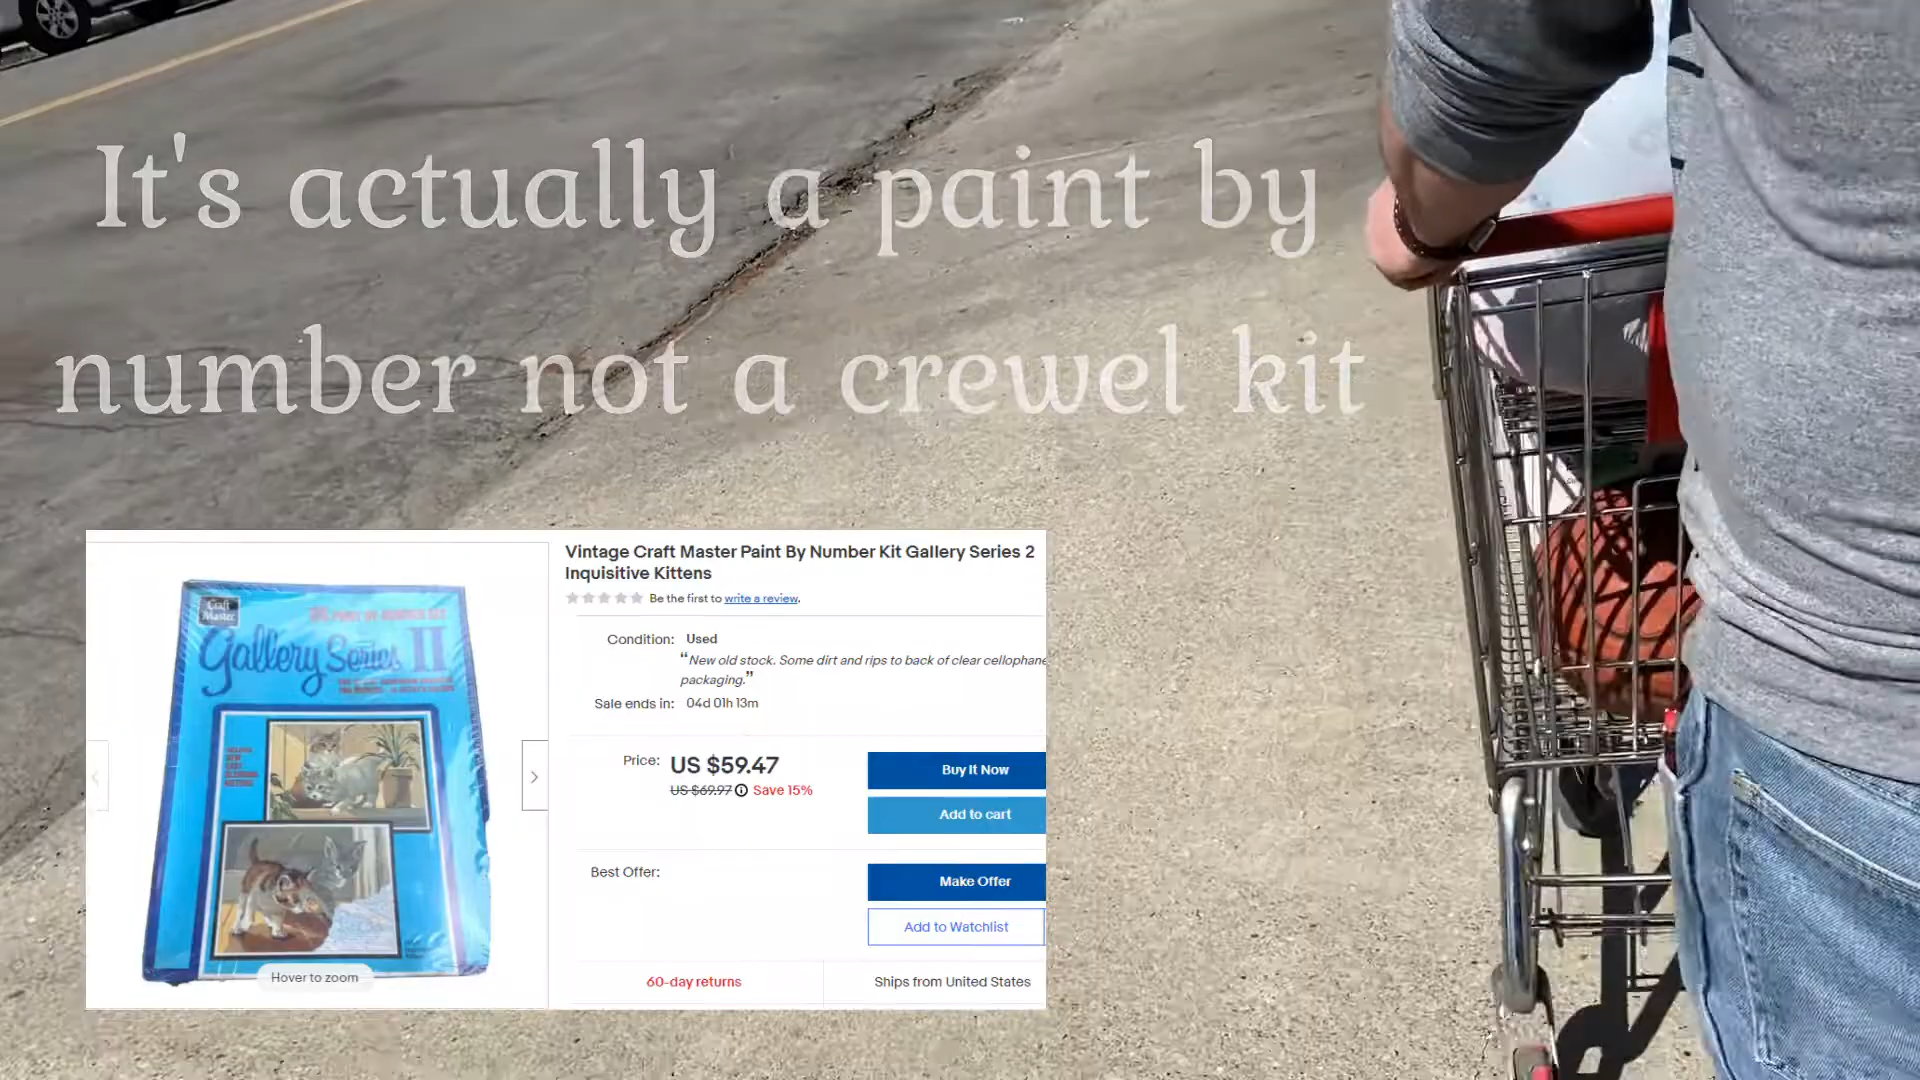 It's actually a paint by
number not a crewel kit
Vintage Craft Master Paint By Number Kit Gallery Series 2
Inquisitive Kittens
Be the first to write a review.
Condition: Used
“New old stock. Some dirt and rips to back of clear cellophane
packaging.”
Sale ends in: 04d 01h 13m
Price: US $59.47
US $69.97 Save 15%
Buy It Now
Add to cart
Best Offer:
Make Offer
Add to Watchlist
60-day returns
Ships from United States
Craft
Master
Gallery Series II
Hover to zoom